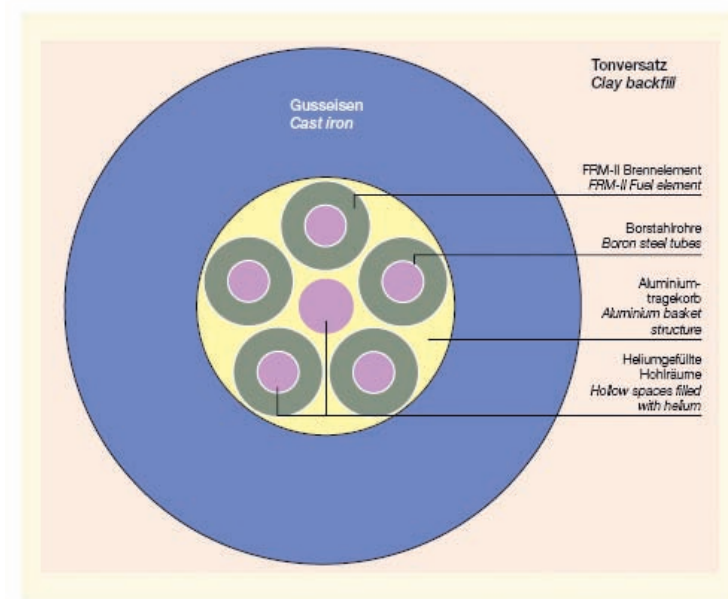 Tonversatz
Clay backfill
Gusseisen
Cast iron
FRM-II Brennelement
FRM-II Fuel element
Borstahlrohre
Boron steel tubes
Aluminium-
tragekorb
Aluminium basket
structure
Heliumgefüllte
Hohlräume
Hollow spaces filled
with helium